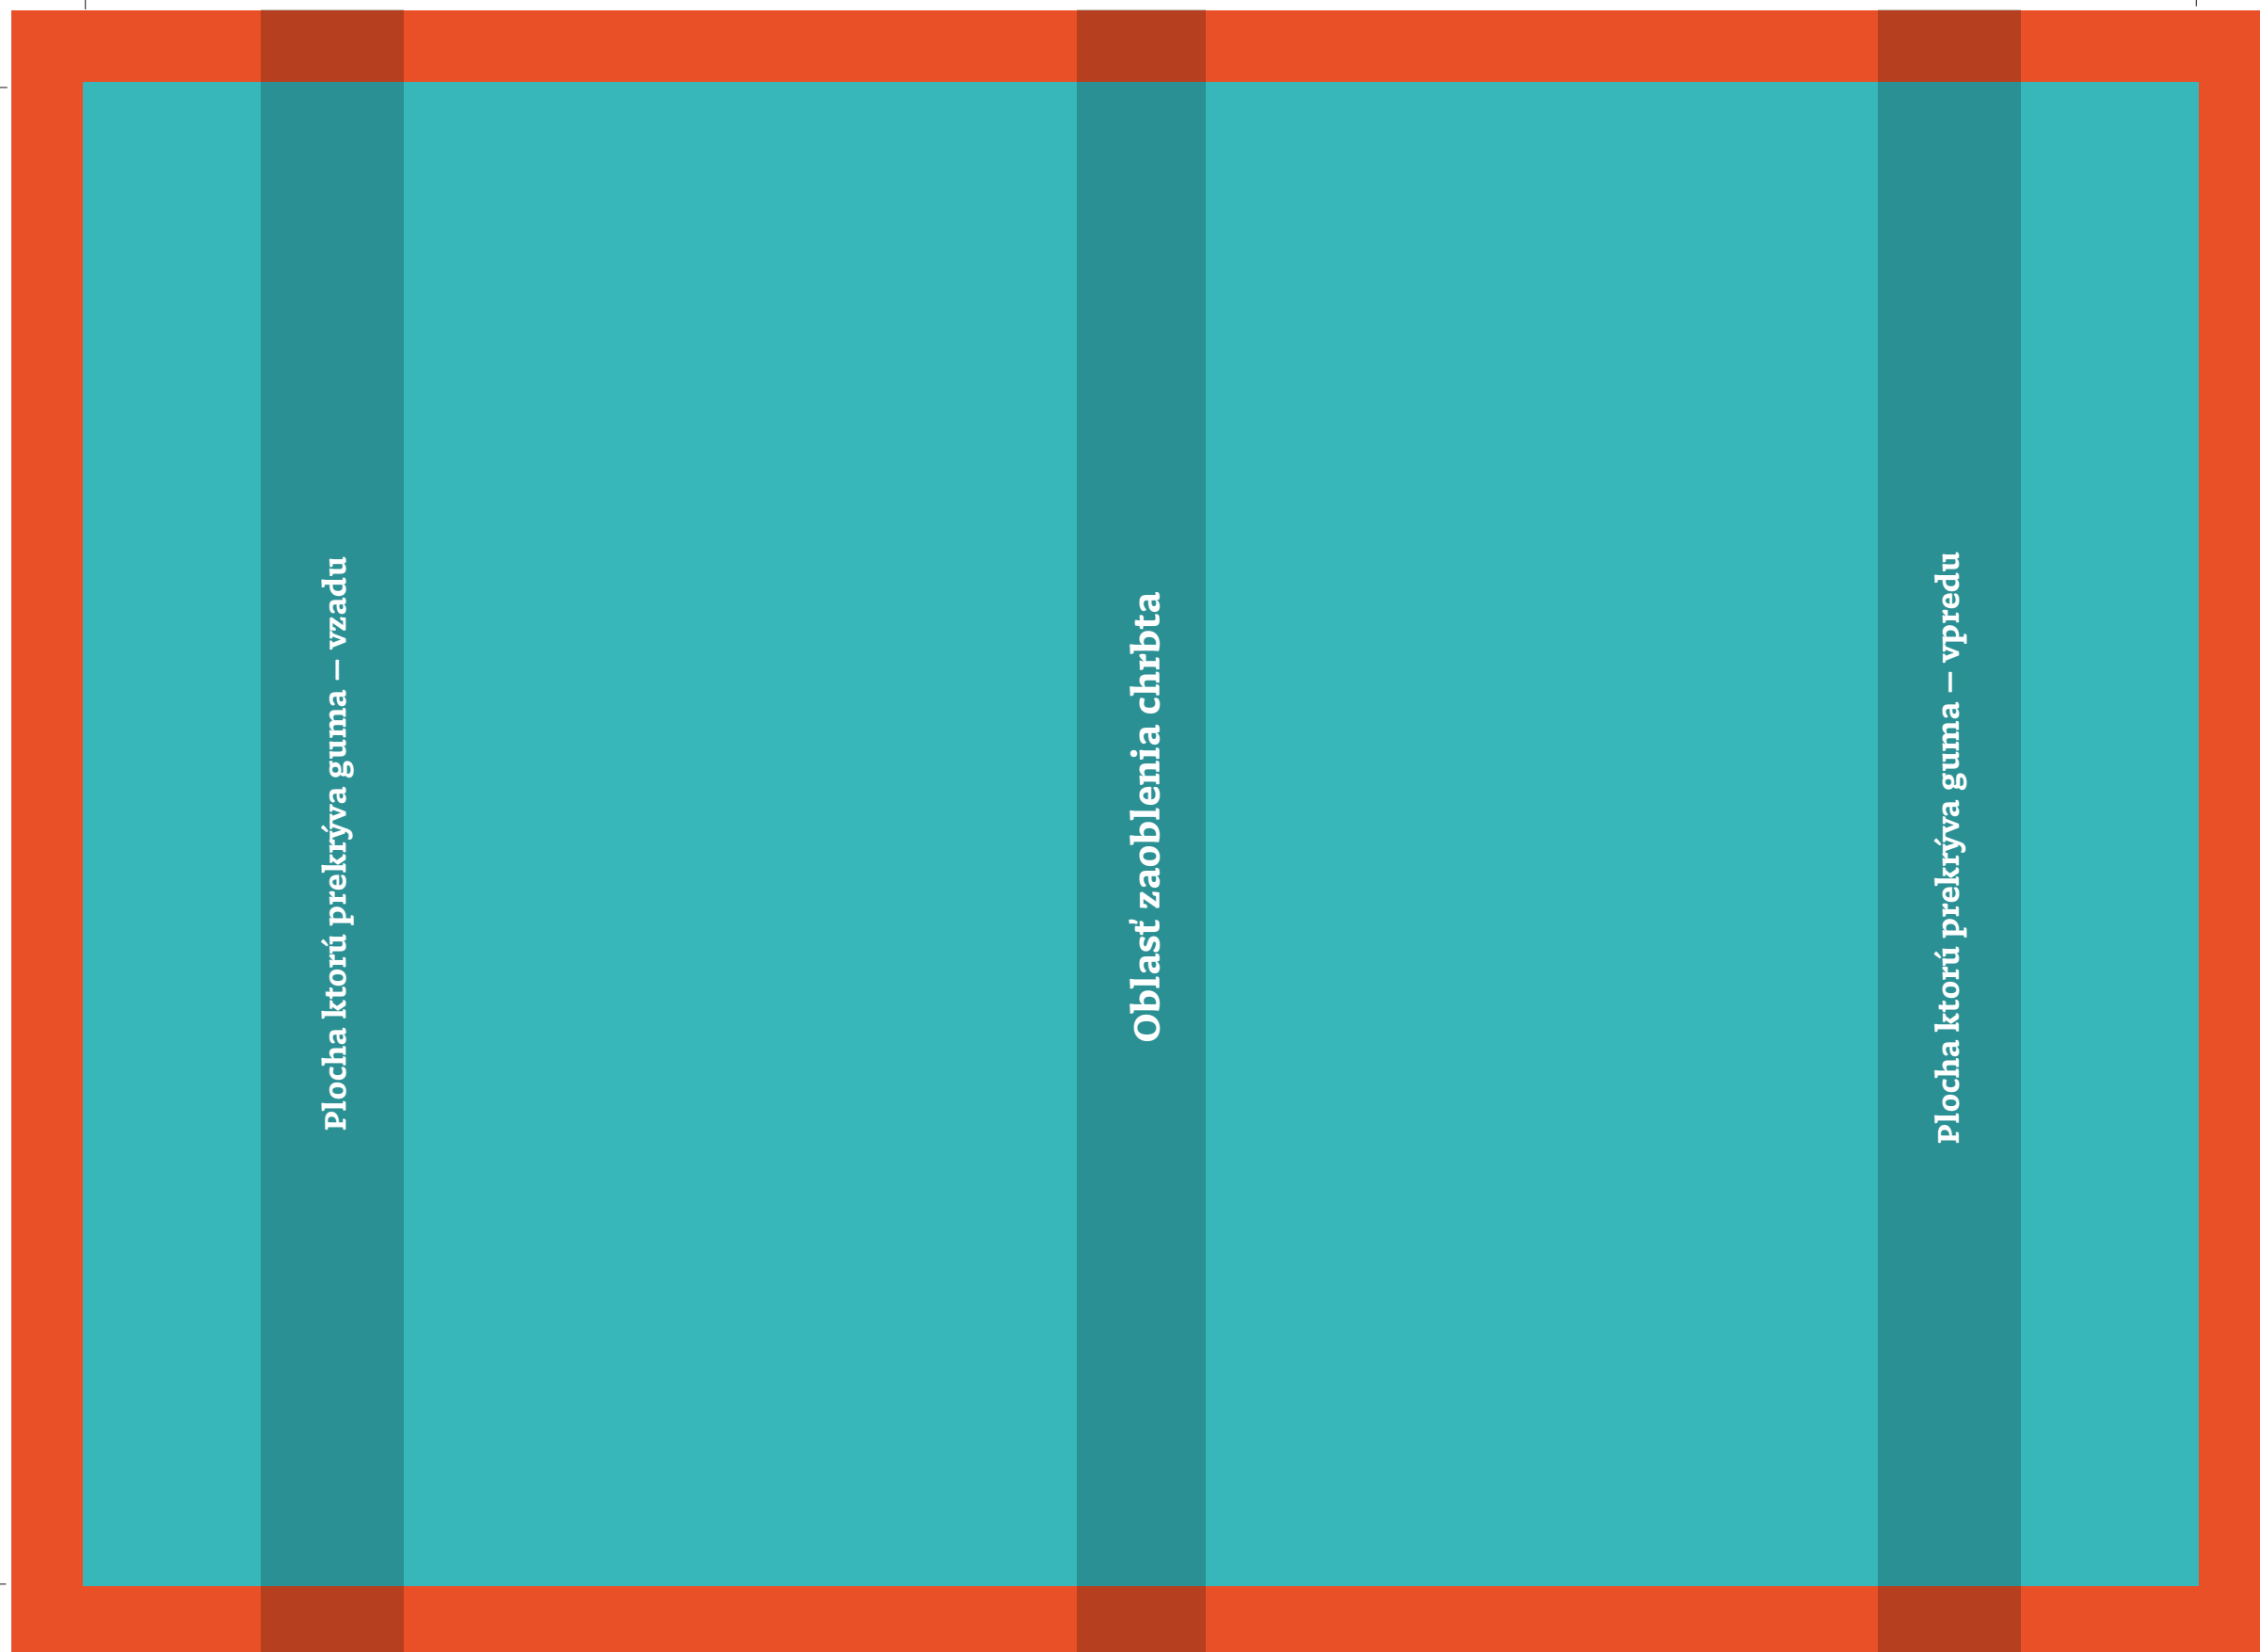 Plocha ktorú prekrýva guma – vzadu
Oblasť zaoblenia chrbta
Plocha ktorú prekrýva guma – vpredu